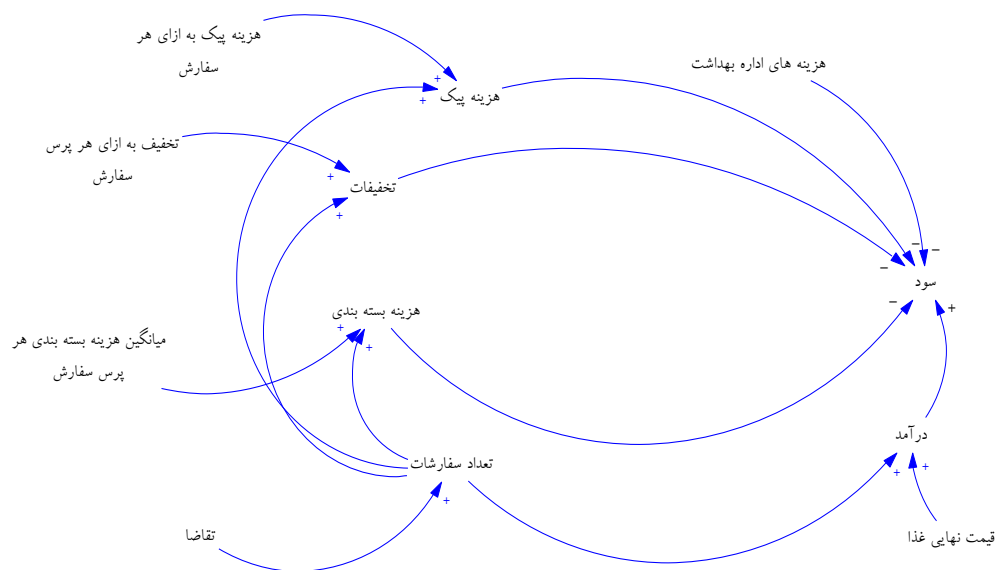 هزینه پیک به ازای هر
سفارش
هزینه های اداره بهداشت
+
+
هزینه پیک
تخفیف به ازای هر پرس
سفارش
+
تخفیفات
+
−
−
−
سود
−
+
هزینه بسته بندی
+
+
میانگین هزینه بسته بندی هر
پرس سفارش
درآمد
تعداد سفارشات
+
+
+
تقاضا
قیمت نهایی غذا